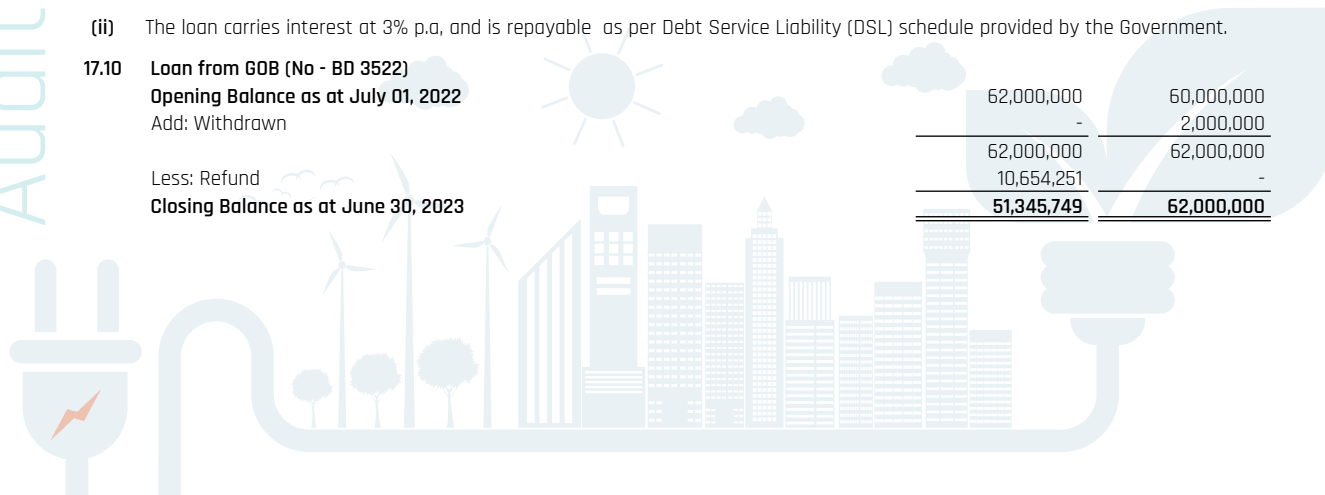 Audit
(ii) The loan carries interest at 3% p.a, and is repayable as per Debt Service Liability (DSL) schedule provided by the Government.
17.10 Loan from GOB (No - BD 3522)
Opening Balance as at July 01, 2022 62,000,000 60,000,000
Add: Withdrawn - 2,000,000
62,000,000 62,000,000
Less: Refund 10,654,251 -
Closing Balance as at June 30, 2023 51,345,749 62,000,000